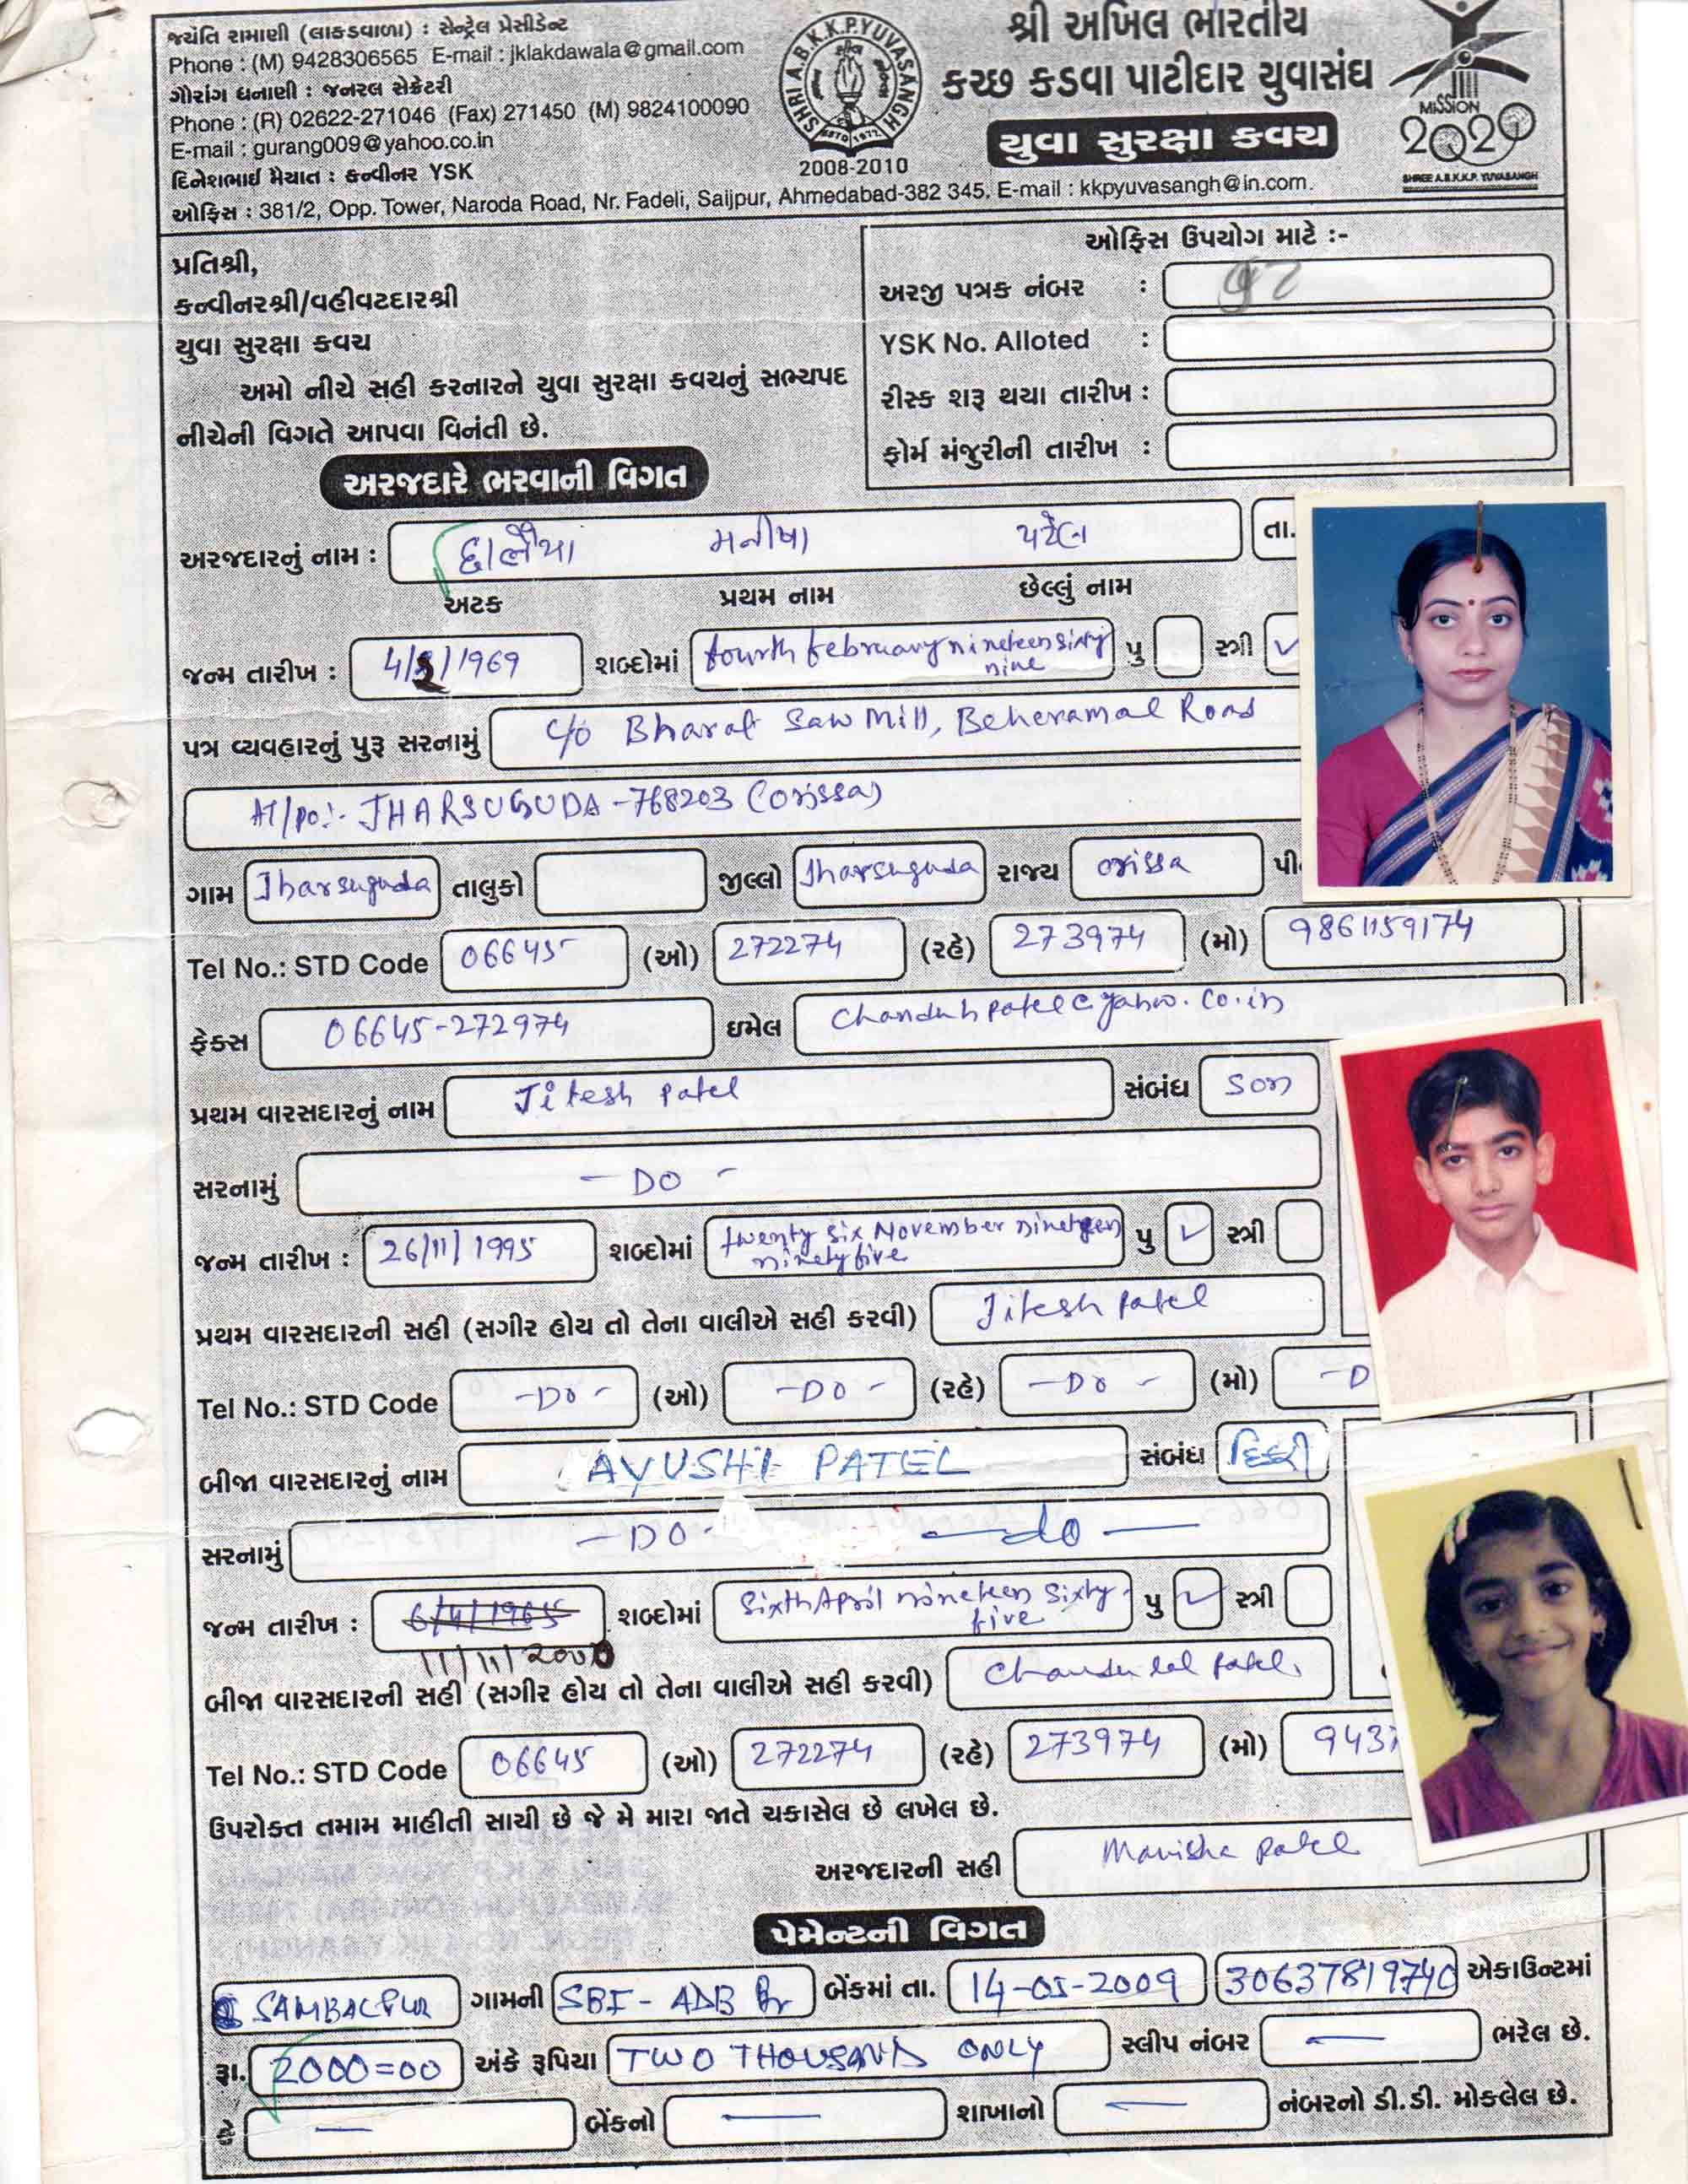 જયંતિ રામાણી (લાકડાવાળા) : સેન્ટ્રેલ પ્રેસીડેન્ટ
Phone : (M) 9428306565 E-mail : jklakdawala@gmail.com
ગૌરાંગ ધનાણી : જનરલ સેક્રેટરી
Phone : (R) 02622-271046 (Fax) 271450 (M) 9824100090
E-mail : gurang009@yahoo.co.in
દિનેશભાઈ મૈયાત : કન્વીનર YSK
ઓફિસ : 381/2, Opp. Tower, Naroda Road, Nr. Fadeli, Saijpur, Ahmedabad-382 345. E-mail : kkpyuvasangh@in.com.
SHRI A.B.K.K.P.YUVASANGH
ESTD 1972
2008-2010
શ્રી અખિલ ભારતીય
કચ્છ કડવા પાટીદાર યુવાસંઘ
યુવા સુરક્ષા કવચ
MISSION
2020
SHREE A.B.K.K.P. YUVASANGH
પ્રતિશ્રી,
કન્વીનરશ્રી/વહીવટદારશ્રી
યુવા સુરક્ષા કવચ
અમો નીચે સહી કરનારને યુવા સુરક્ષા કવચનું સભ્યપદ
નીચેની વિગતે આપવા વિનંતી છે.
ઓફિસ ઉપયોગ માટે :-
અરજી પત્રક નંબર :
YSK No. Alloted :
રીસ્ક શરૂ થયા તારીખ :
ફોર્મ મંજુરીની તારીખ :
અરજદારે ભરવાની વિગત
અરજદારનું નામ : મનીષા પટેલ તા.
અટક પ્રથમ નામ છેલ્લું નામ
જન્મ તારીખ : 4/2/1969 શબ્દોમાં fourth february nineteen sixty nine પુ સ્ત્રી ✓
પત્ર વ્યવહારનું પુરૂ સરનામું C/o Bharat Saw Mill, Beheramal Road
At/po:- JHARSUGUDA-768203 (Orissa)
ગામ Jharsuguda તાલુકો જીલ્લો Jharsuguda રાજ્ય orissa પી
Tel No.: STD Code 06645 (ઓ) 272274 (રહે) 273974 (મો) 9861159174
ફેક્સ 06645-272974 ઇમેલ Chanduhpatel@yahoo.co.in
પ્રથમ વારસદારનું નામ Jitesh Patel સંબંધ Son
સરનામું -DO-
જન્મ તારીખ : 26/11/1995 શબ્દોમાં twenty six November nineteen ninety five પુ ✓ સ્ત્રી
પ્રથમ વારસદારની સહી (સગીર હોય તો તેના વાલીએ સહી કરવી) Jitesh Patel
Tel No.: STD Code -DO- (ઓ) -DO- (રહે) -DO- (મો) -D
બીજા વારસદારનું નામ AYUSHI PATEL સંબંધ દિકરી
સરનામું -DO- -do-
જન્મ તારીખ : 6/4/1965 શબ્દોમાં Sixth April nineteen Sixty five પુ ✓ સ્ત્રી
11/11/2000
બીજા વારસદારની સહી (સગીર હોય તો તેના વાલીએ સહી કરવી) Chandulal Patel
Tel No.: STD Code 06645 (ઓ) 272274 (રહે) 273974 (મો) 943
ઉપરોક્ત તમામ માહીતી સાચી છે જે મે મારા જાતે ચકાસેલ છે લખેલ છે.
અરજદારની સહી Manisha Patel
પેમેન્ટની વિગત
SAMBALPUR ગામની SBI - ADB Br બેંકમાં તા. 14-05-2009 30637819740 એકાઉન્ટમાં
રૂા. 2000=00 અંકે રૂપિયા TWO THOUSAND ONLY સ્લીપ નંબર — ભરેલ છે.
કે — બેંકનો — શાખાનો — નંબરનો ડી.ડી. મોકલેલ છે.